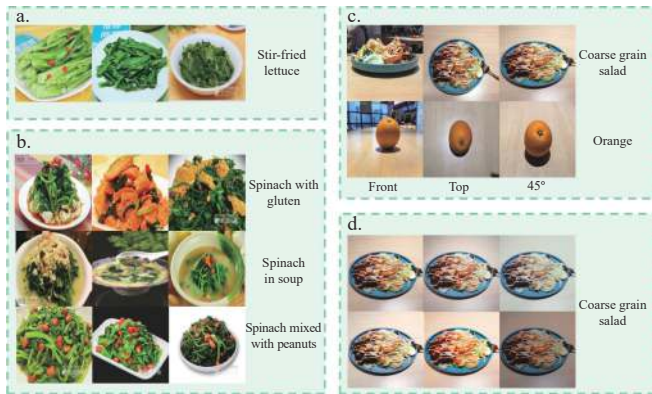 a.
Stir-fried
lettuce
b.
Spinach with
gluten
Spinach
in soup
Spinach mixed
with peanuts
c.
Coarse grain
salad
Orange
Front
Top
45°
d.
Coarse grain
salad